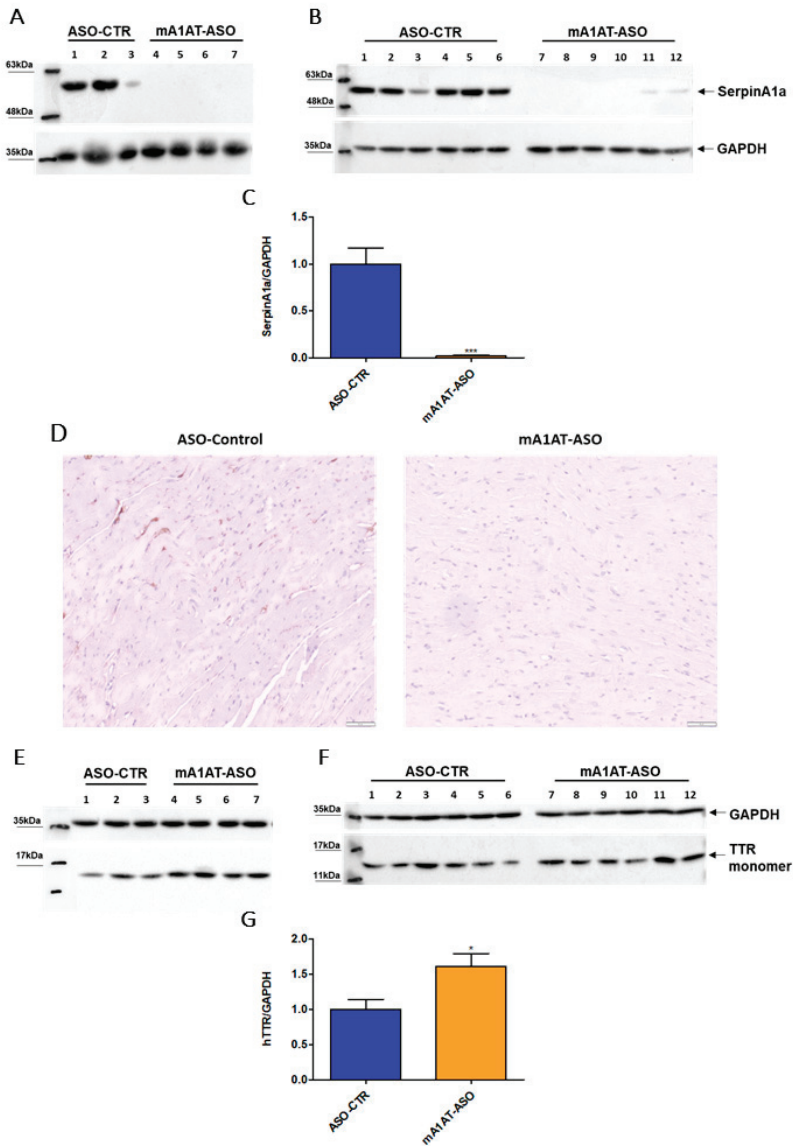 A
ASO-CTR mA1AT-ASO
1 2 3 4 5 6 7
63kDa
48kDa
35kDa
B
ASO-CTR mA1AT-ASO
1 2 3 4 5 6 7 8 9 10 11 12
63kDa
SerpinA1a
48kDa
35kDa
GAPDH
C
SerpinA1a/GAPDH
1.5
1.0
0.5
0.0
***
ASO-CTR
mA1AT-ASO
D
ASO-Control mA1AT-ASO
E
ASO-CTR mA1AT-ASO
1 2 3 4 5 6 7
35kDa
17kDa
F
ASO-CTR mA1AT-ASO
1 2 3 4 5 6 7 8 9 10 11 12
35kDa
GAPDH
17kDa
TTR
monomer
11kDa
G
hTTR/GAPDH
2.0
1.5
1.0
0.5
0.0
*
ASO-CTR
mA1AT-ASO